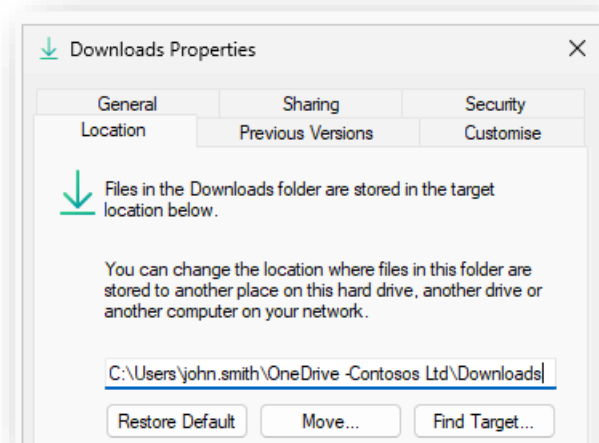 Downloads Properties
General Sharing Security
Location Previous Versions Customise
Files in the Downloads folder are stored in the target
location below.
You can change the location where files in this folder are
stored to another place on this hard drive, another drive or
another computer on your network.
C:\Users\john.smith\OneDrive -Contosos Ltd\Downloads
Restore Default Move... Find Target...